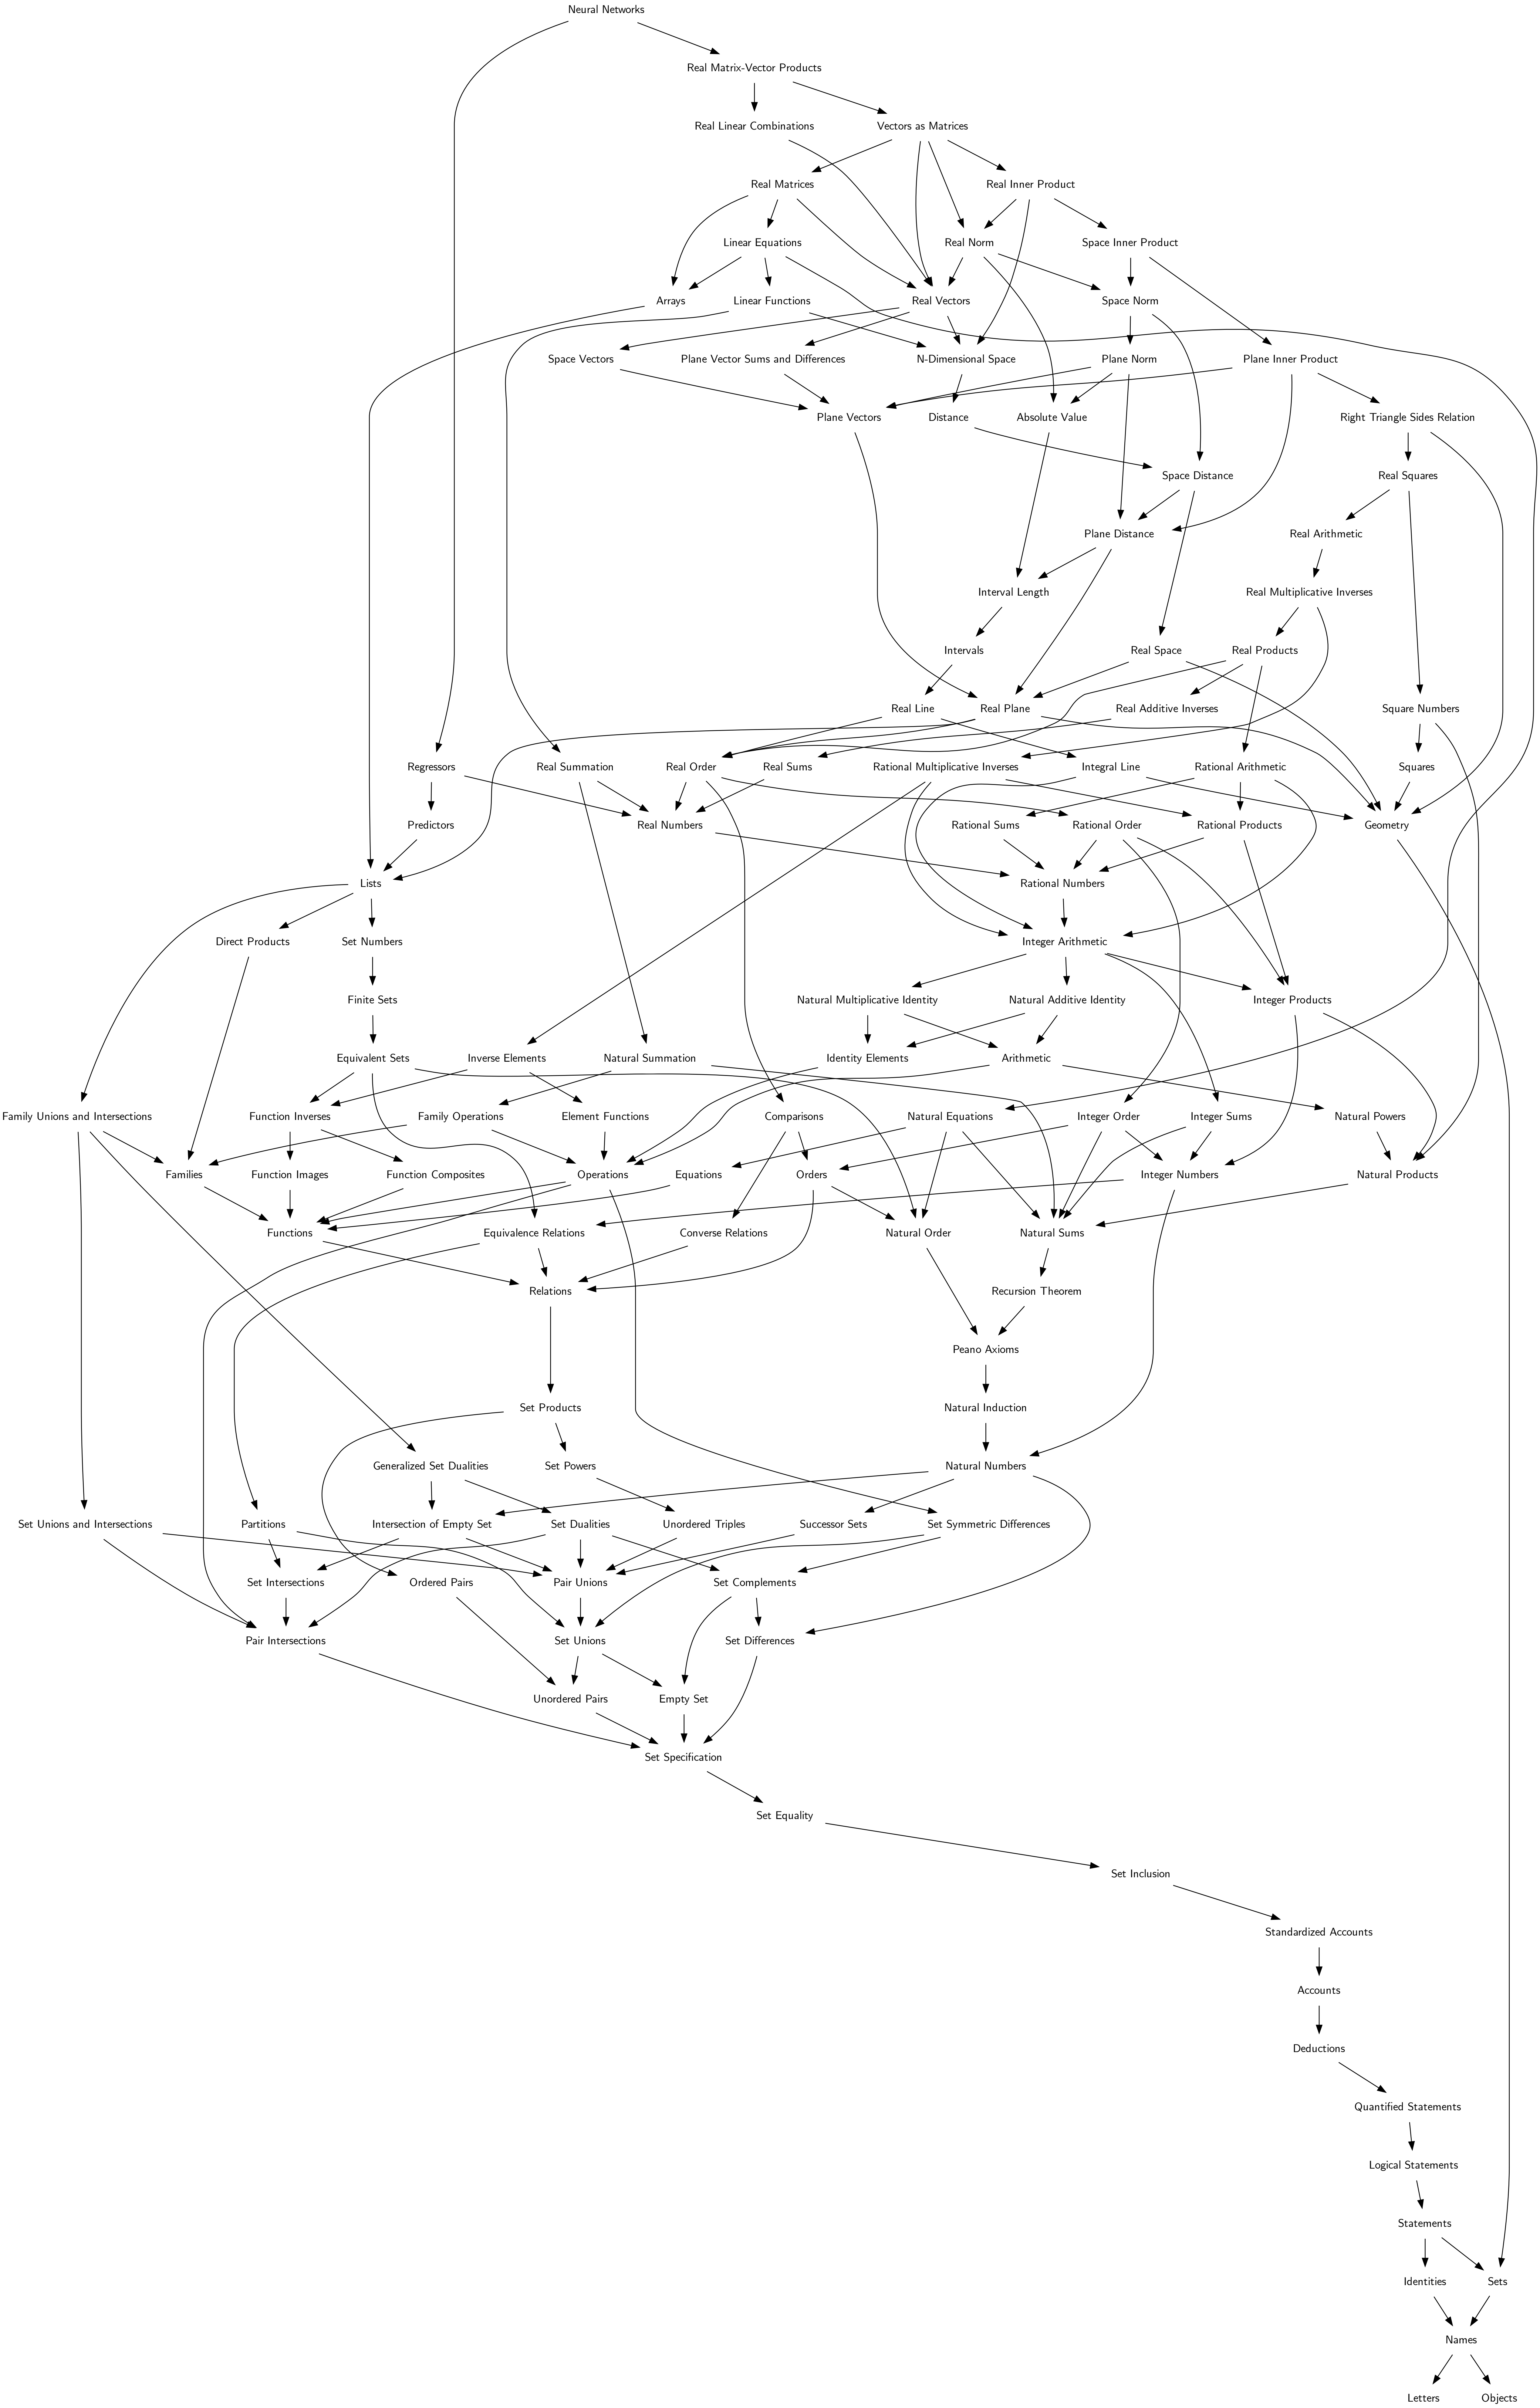 Neural Networks
Real Matrix-Vector Products
Real Linear Combinations
Vectors as Matrices
Real Matrices
Real Inner Product
Linear Equations
Real Norm
Space Inner Product
Arrays
Linear Functions
Real Vectors
Space Norm
Space Vectors
Plane Vector Sums and Differences
N-Dimensional Space
Plane Norm
Plane Inner Product
Plane Vectors
Distance
Absolute Value
Right Triangle Sides Relation
Space Distance
Real Squares
Plane Distance
Real Arithmetic
Interval Length
Real Multiplicative Inverses
Intervals
Real Space
Real Products
Real Line
Real Plane
Real Additive Inverses
Square Numbers
Regressors
Real Summation
Real Order
Real Sums
Rational Multiplicative Inverses
Integral Line
Rational Arithmetic
Squares
Predictors
Real Numbers
Rational Sums
Rational Order
Rational Products
Geometry
Lists
Rational Numbers
Direct Products
Set Numbers
Integer Arithmetic
Finite Sets
Natural Multiplicative Identity
Natural Additive Identity
Integer Products
Equivalent Sets
Inverse Elements
Natural Summation
Identity Elements
Arithmetic
Family Unions and Intersections
Function Inverses
Family Operations
Element Functions
Comparisons
Natural Equations
Integer Order
Integer Sums
Natural Powers
Families
Function Images
Function Composites
Operations
Equations
Orders
Integer Numbers
Natural Products
Functions
Equivalence Relations
Converse Relations
Natural Order
Natural Sums
Relations
Recursion Theorem
Peano Axioms
Set Products
Natural Induction
Generalized Set Dualities
Set Powers
Natural Numbers
Set Unions and Intersections
Partitions
Intersection of Empty Set
Set Dualities
Unordered Triples
Successor Sets
Set Symmetric Differences
Set Intersections
Ordered Pairs
Pair Unions
Set Complements
Pair Intersections
Set Unions
Set Differences
Unordered Pairs
Empty Set
Set Specification
Set Equality
Set Inclusion
Standardized Accounts
Accounts
Deductions
Quantified Statements
Logical Statements
Statements
Identities
Sets
Names
Letters
Objects